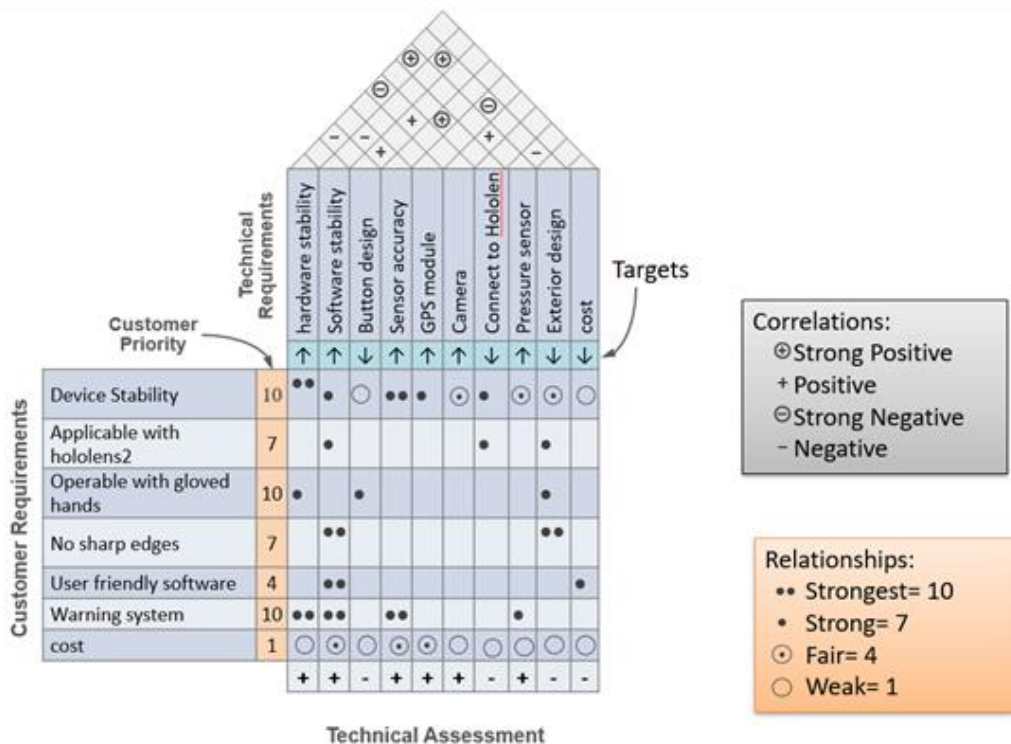 hardware stability
Software stability
Button design
Sensor accuracy
GPS module
Camera
Connect to Hololen
Pressure sensor
Exterior design
cost
Technical
Requirements
Targets
Customer
Priority
Customer Requirements
Device Stability 10
Applicable with
hololens2 7
Operable with gloved
hands 10
No sharp edges 7
User friendly software 4
Warning system 10
cost 1
+ + - + + + - + - -
Technical Assessment
Correlations:
⊕ Strong Positive
+ Positive
⊖ Strong Negative
− Negative
Relationships:
●● Strongest= 10
● Strong= 7
⊙ Fair= 4
○ Weak= 1